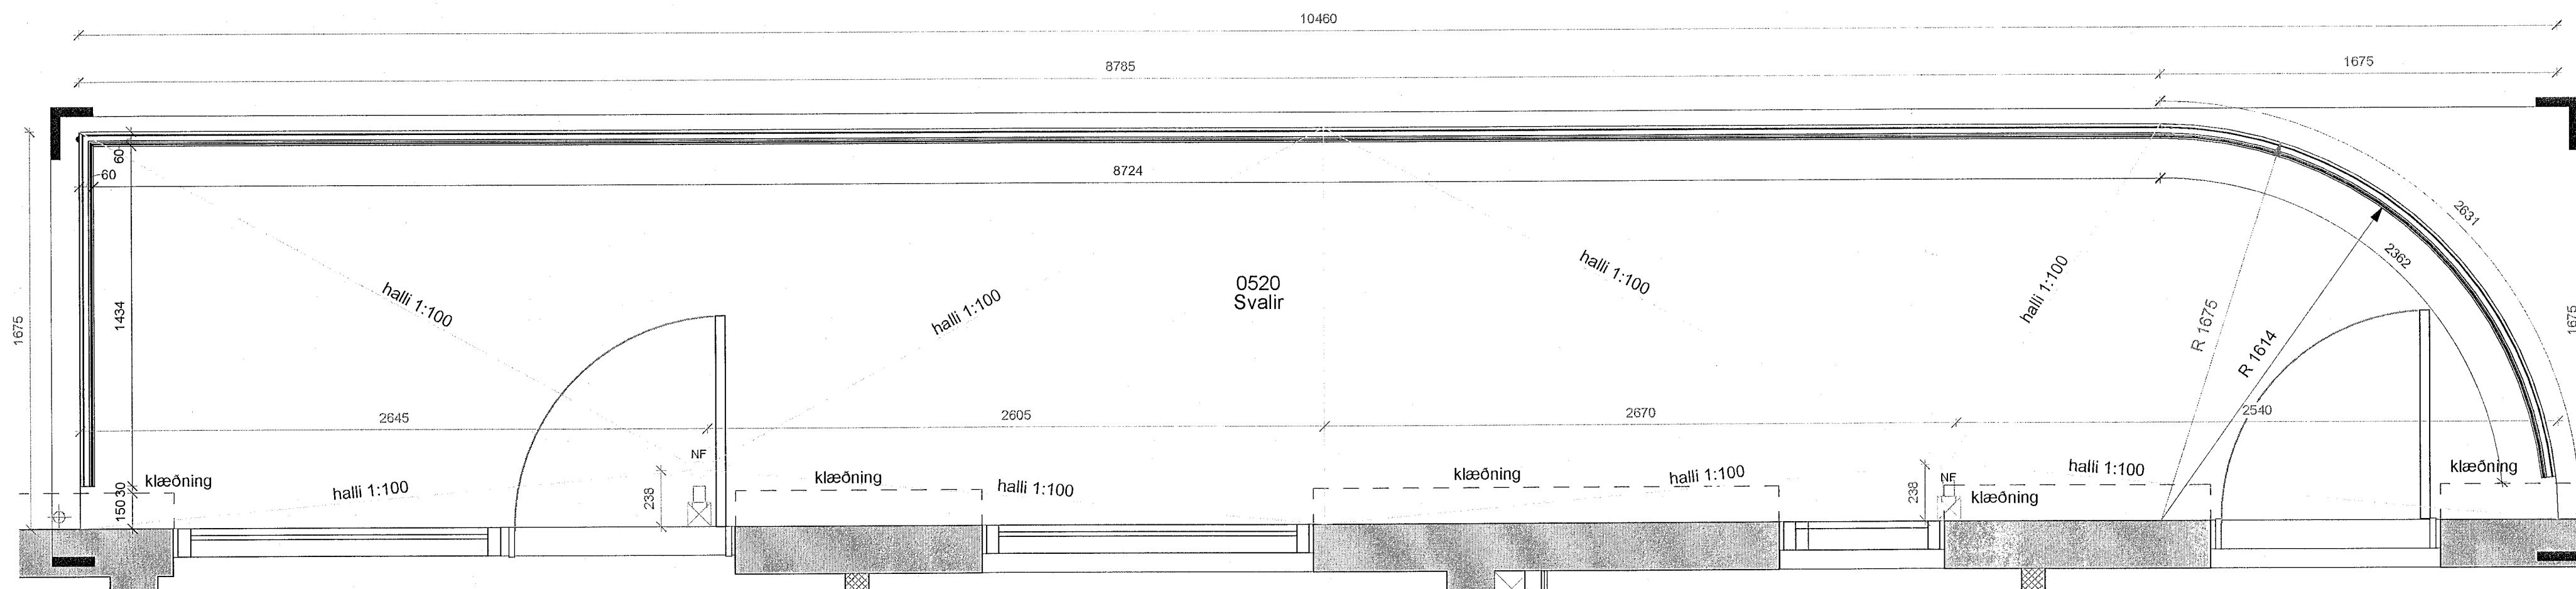 10460
8785
1675
60
60
8724
2631
2362
halli 1:100
halli 1:100
0520
Svalir
halli 1:100
halli 1:100
1434
1675
R 1675
R 1614
1675
2645
2605
2670
2540
NF
NF
klæðning
halli 1:100
238
klæðning
halli 1:100
klæðning
halli 1:100
238
halli 1:100
klæðning
klæðning
30
150